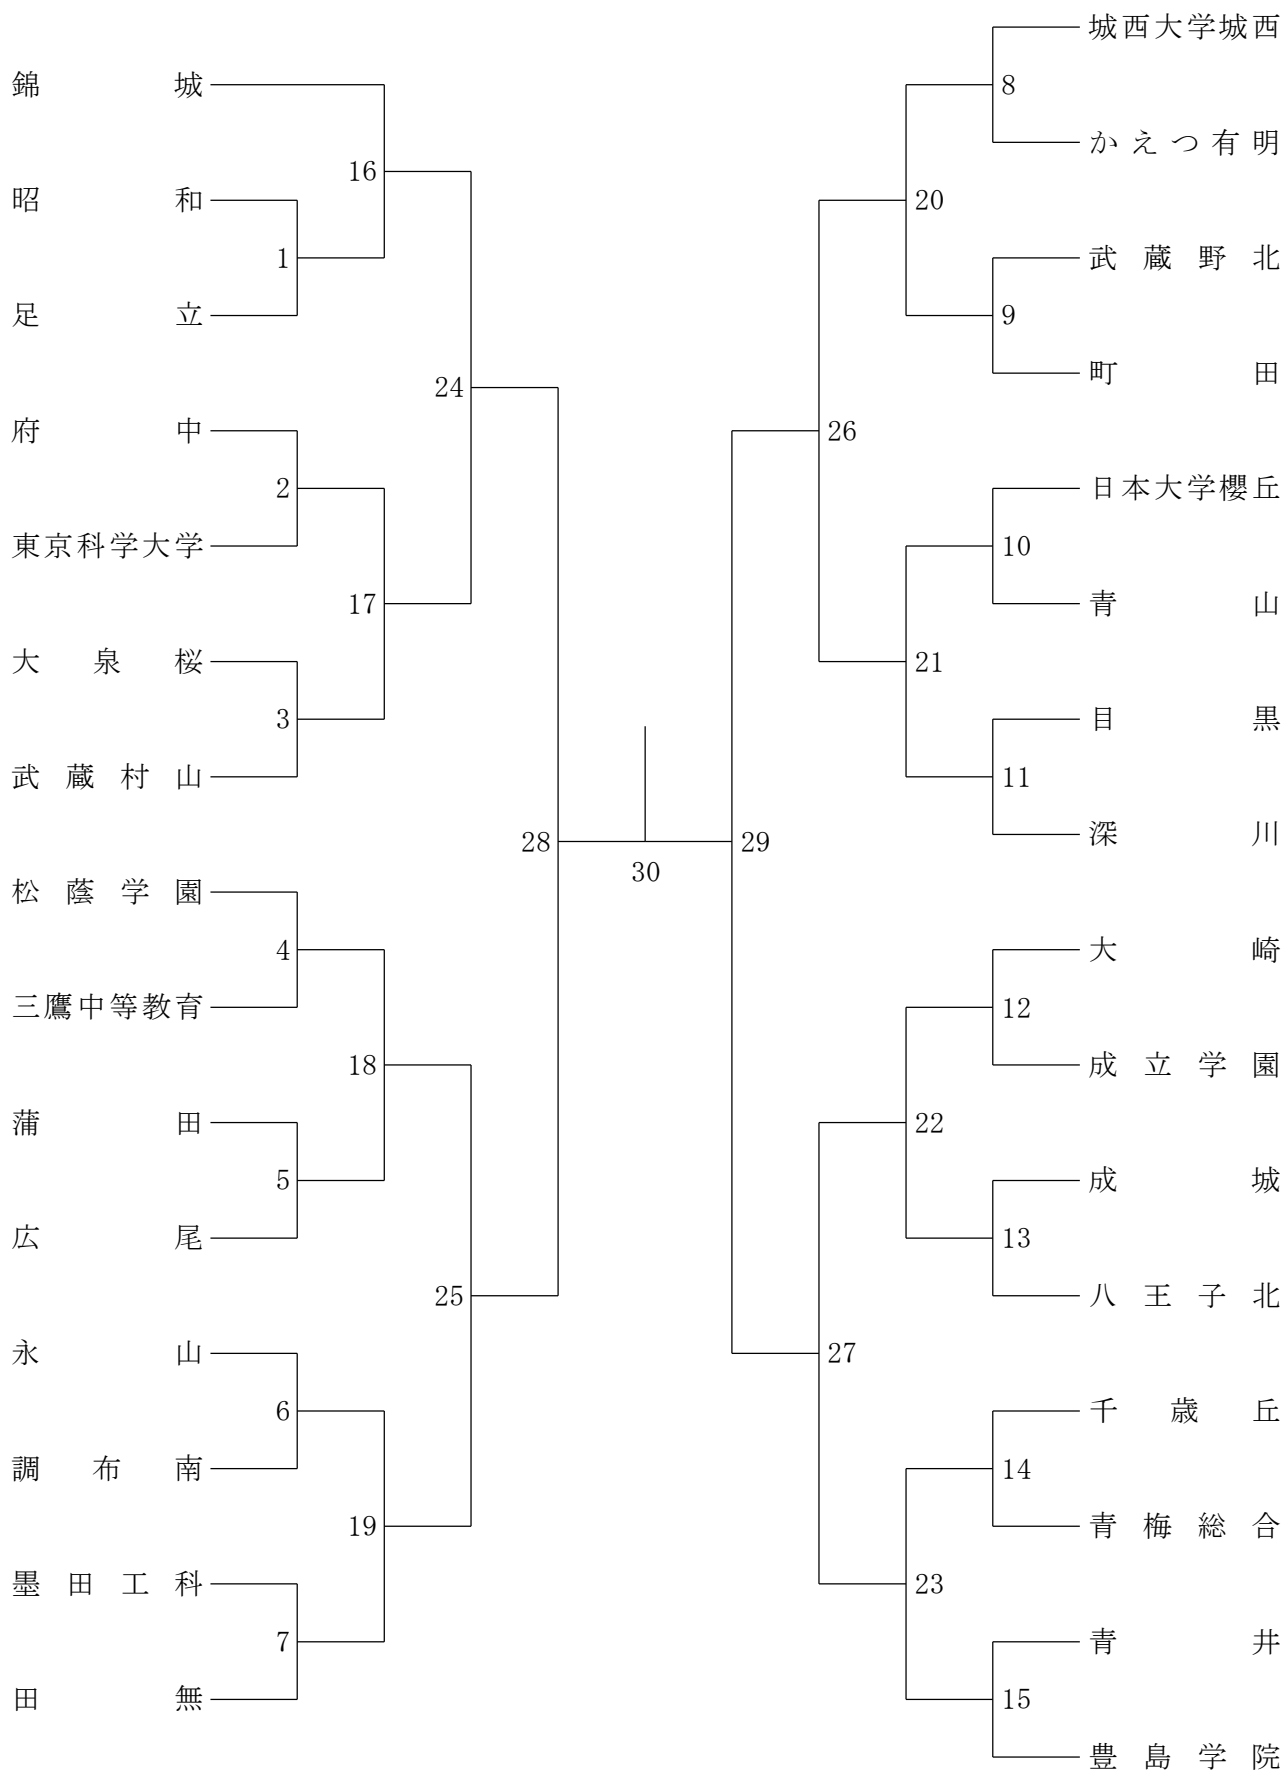 錦城
16
昭和
1
足立
24
府中
2
東京科学大学
17
大泉桜
3
武蔵村山
28
松蔭学園
4
三鷹中等教育
18
蒲田
5
広尾
25
永山
6
調布南
19
墨田工科
7
田無
30
城西大学城西
8
かえつ有明
20
武蔵野北
9
町田
26
日本大学櫻丘
10
青山
21
目黒
11
深川
29
大崎
12
成立学園
22
成城
13
八王子北
27
千歳丘
14
青梅総合
23
青井
15
豊島学院